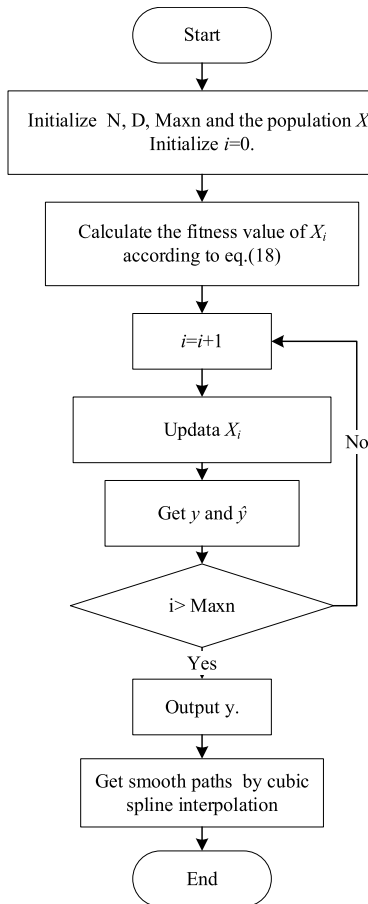 Start
Initialize N, D, Maxn and the population X
Initialize i=0.
Calculate the fitness value of Xᵢ
according to eq.(18)
i=i+1
Updata Xᵢ
No
Get y and ŷ
i> Maxn
Yes
Output y.
Get smooth paths by cubic
spline interpolation
End